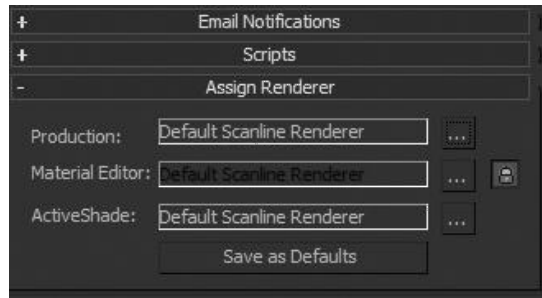 + Email Notifications
+ Scripts
- Assign Renderer
Production: Default Scanline Renderer ...
Material Editor: Default Scanline Renderer ...
ActiveShade: Default Scanline Renderer ...
Save as Defaults